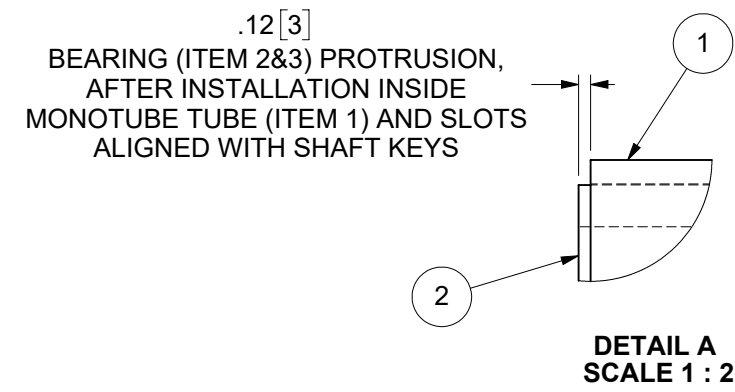 .12[3]
BEARING (ITEM 2&3) PROTRUSION,
AFTER INSTALLATION INSIDE
MONOTUBE TUBE (ITEM 1) AND SLOTS
ALIGNED WITH SHAFT KEYS
1
2
DETAIL A
SCALE 1 : 2